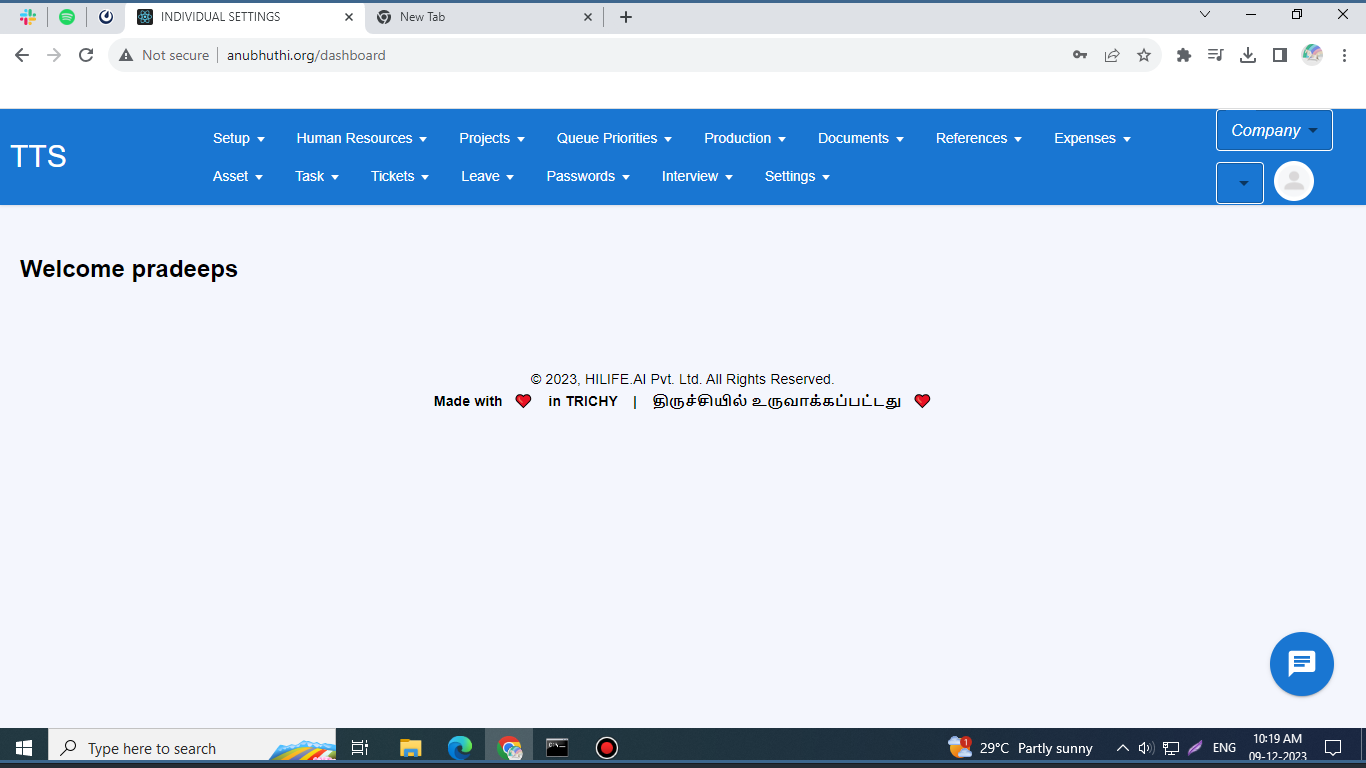 INDIVIDUAL SETTINGS
New Tab
Not secure
anubhuthi.org/dashboard
TTS
Setup Human Resources Projects Queue Priorities Production Documents References Expenses
Company
Asset Task Tickets Leave Passwords Interview Settings
Welcome pradeeps
© 2023, HILIFE.AI Pvt. Ltd. All Rights Reserved.
Made with ❤ in TRICHY | திருச்சியில் உருவாக்கப்பட்டது ❤
Type here to search
1
29°C Partly sunny
ENG
10:19 AM
09-12-2023